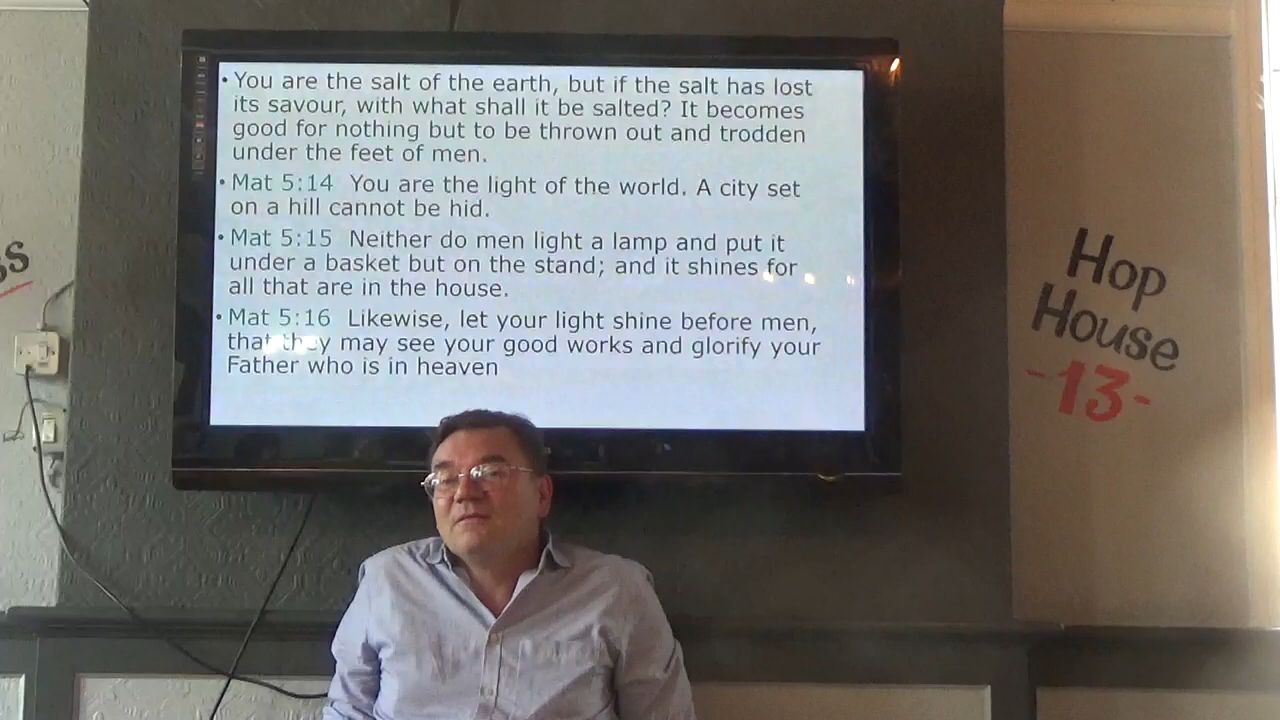 • You are the salt of the earth, but if the salt has lost
its savour, with what shall it be salted? It becomes
good for nothing but to be thrown out and trodden
under the feet of men.
• Mat 5:14 You are the light of the world. A city set
on a hill cannot be hid.
• Mat 5:15 Neither do men light a lamp and put it
under a basket but on the stand; and it shines for
all that are in the house.
• Mat 5:16 Likewise, let your light shine before men,
that they may see your good works and glorify your
Father who is in heaven
Hop
House
-13-